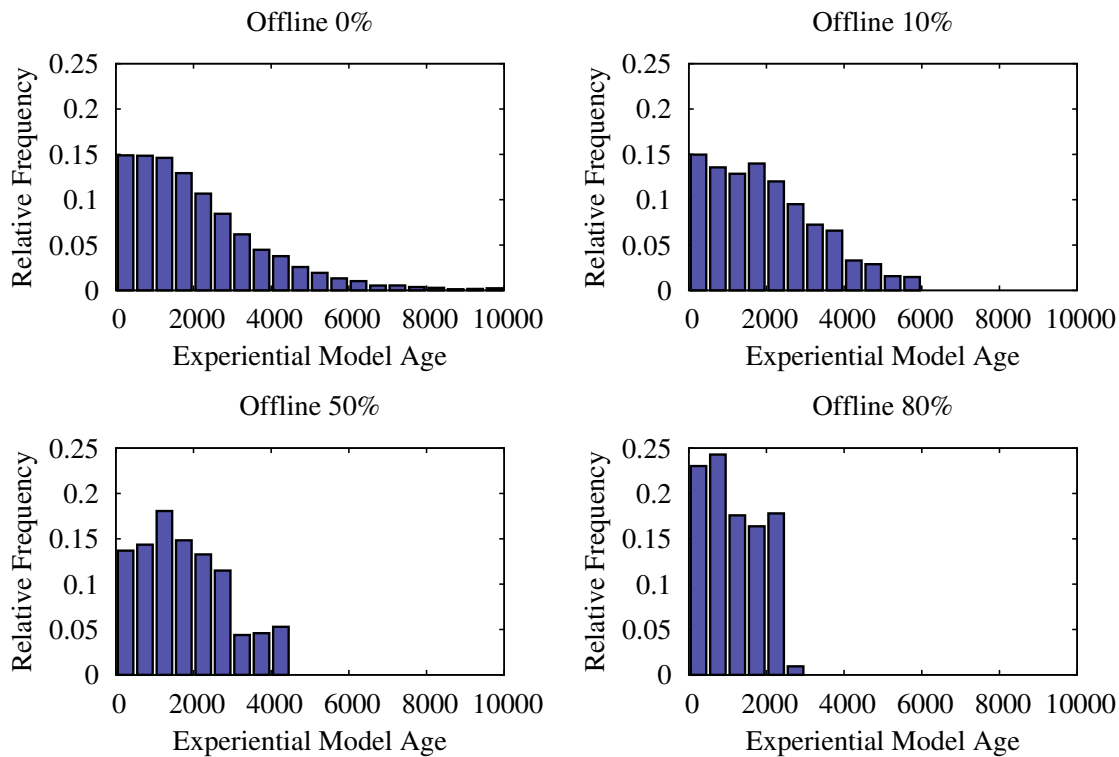 Offline 0%
Relative Frequency
0.25
0.2
0.15
0.1
0.05
0
0 2000 4000 6000 8000 10000
Experiential Model Age
Offline 10%
Relative Frequency
0.25
0.2
0.15
0.1
0.05
0
0 2000 4000 6000 8000 10000
Experiential Model Age
Offline 50%
Relative Frequency
0.25
0.2
0.15
0.1
0.05
0
0 2000 4000 6000 8000 10000
Experiential Model Age
Offline 80%
Relative Frequency
0.25
0.2
0.15
0.1
0.05
0
0 2000 4000 6000 8000 10000
Experiential Model Age